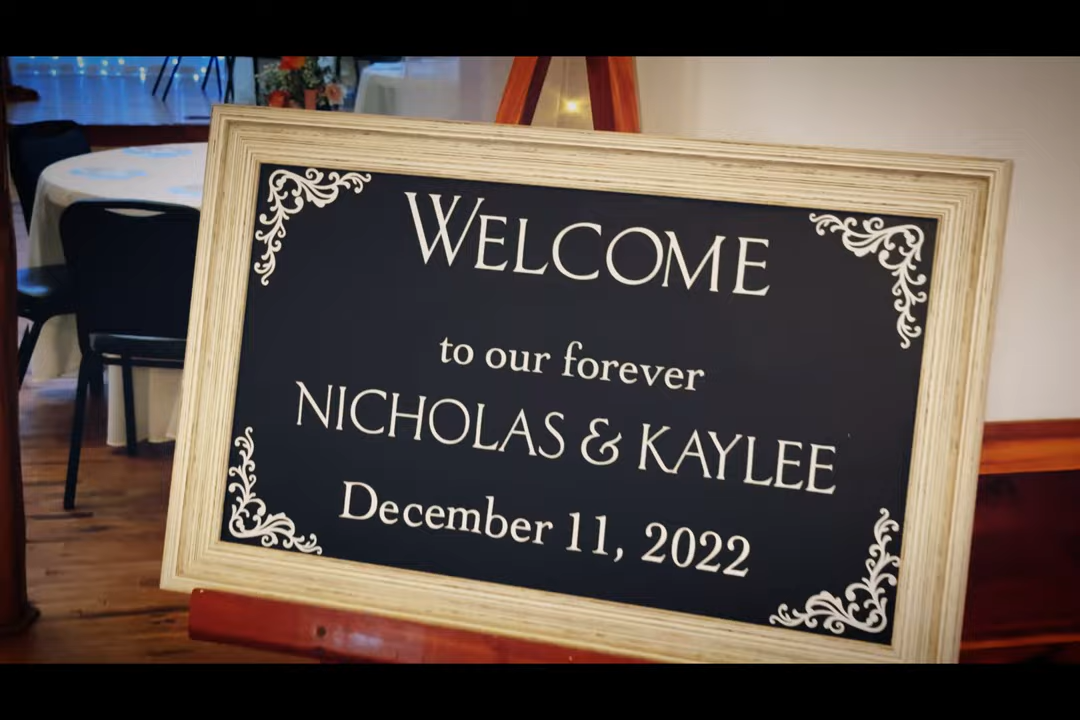 WELCOME
to our forever
NICHOLAS & KAYLEE
December 11, 2022